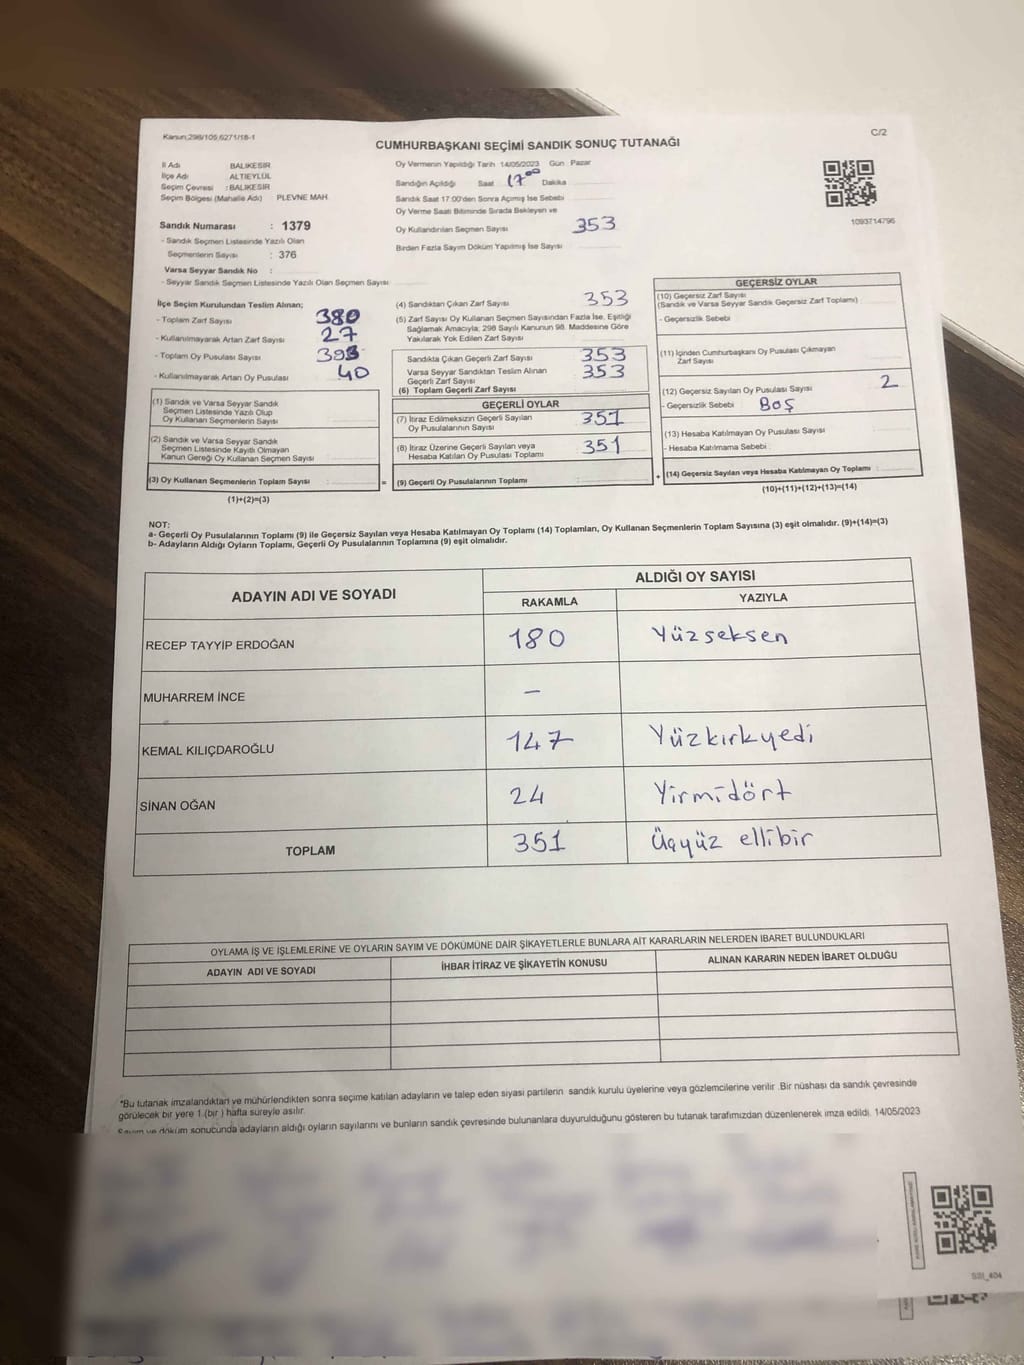 Kanun;298/105;6271/18-1
C/2
CUMHURBAŞKANI SEÇİMİ SANDIK SONUÇ TUTANAĞI
İl Adı BALIKESİR
İlçe Adı ALTIEYLÜL
Seçim Çevresi : BALIKESİR
Seçim Bölgesi (Mahalle Adı) PLEVNE MAH.
Sandık Numarası : 1379
- Sandık Seçmen Listesinde Yazılı Olan
Seçmenlerin Sayısı : 376
Varsa Seyyar Sandık No :
- Seyyar Sandık Seçmen Listesinde Yazılı Olan Seçmen Sayısı
Oy Vermenin Yapıldığı Tarih 14/05/2023 Gün Pazar
Sandığın Açıldığı Saat 17 00 Dakika
Sandık Saat 17.00'den Sonra Açılmış İse Sebebi
Oy Verme Saati Bitiminde Sırada Bekleyen ve
Oy Kullandırılan Seçmen Sayısı 353
Birden Fazla Sayım Döküm Yapılmış İse Sayısı
1093714796
İlçe Seçim Kurulundan Teslim Alınan;
- Toplam Zarf Sayısı 380
- Kullanılmayarak Artan Zarf Sayısı 27
- Toplam Oy Pusulası Sayısı
- Kullanılmayarak Artan Oy Pusulası 40
(1) Sandık ve Varsa Seyyar Sandık
Seçmen Listesinde Yazılı Olup
Oy Kullanan Seçmenlerin Sayısı
(2) Sandık ve Varsa Seyyar Sandık
Seçmen Listesinde Kayıtlı Olmayan
Kanun Gereği Oy Kullanan Seçmen Sayısı
(3) Oy Kullanan Seçmenlerin Toplam Sayısı :
(1)+(2)=(3)
=
(4) Sandıktan Çıkan Zarf Sayısı 353
(5) Zarf Sayısı Oy Kullanan Seçmen Sayısından Fazla İse, Eşitliği
Sağlamak Amacıyla; 298 Sayılı Kanunun 98. Maddesine Göre
Yakılarak Yok Edilen Zarf Sayısı
Sandıkta Çıkan Geçerli Zarf Sayısı 353
Varsa Seyyar Sandıktan Teslim Alınan
Geçerli Zarf Sayısı 353
(6) Toplam Geçerli Zarf Sayısı
GEÇERLİ OYLAR
(7) İtiraz Edilmeksizin Geçerli Sayılan
Oy Pusulalarının Sayısı 351
(8) İtiraz Üzerine Geçerli Sayılan veya
Hesaba Katılan Oy Pusulası Toplamı 351
(9) Geçerli Oy Pusulalarının Toplamı :
+
GEÇERSİZ OYLAR
(10) Geçersiz Zarf Sayısı
(Sandık ve Varsa Seyyar Sandık Geçersiz Zarf Toplamı)
- Geçersizlik Sebebi
(11) İçinden Cumhurbaşkanı Oy Pusulası Çıkmayan
Zarf Sayısı
(12) Geçersiz Sayılan Oy Pusulası Sayısı 2
- Geçersizlik Sebebi BOŞ
(13) Hesaba Katılmayan Oy Pusulası Sayısı
- Hesaba Katılmama Sebebi
(14) Geçersiz Sayılan veya Hesaba Katılmayan Oy Toplamı :
(10)+(11)+(12)+(13)=(14)
NOT:
a- Geçerli Oy Pusulalarının Toplamı (9) ile Geçersiz Sayılan veya Hesaba Katılmayan Oy Toplamı (14) Toplamları, Oy Kullanan Seçmenlerin Toplam Sayısına (3) eşit olmalıdır. (9)+(14)=(3)
b- Adayların Aldığı Oyların Toplamı, Geçerli Oy Pusulalarının Toplamına (9) eşit olmalıdır.
ADAYIN ADI VE SOYADI
ALDIĞI OY SAYISI
RAKAMLA YAZIYLA
RECEP TAYYİP ERDOĞAN 180 Yüzseksen
MUHARREM İNCE -
KEMAL KILIÇDAROĞLU 147 Yüzkırkyedi
SİNAN OĞAN 24 Yirmidört
TOPLAM 351 Üçyüz ellibir
OYLAMA İŞ VE İŞLEMLERİNE VE OYLARIN SAYIM VE DÖKÜMÜNE DAİR ŞİKAYETLERLE BUNLARA AİT KARARLARIN NELERDEN İBARET BULUNDUKLARI
ADAYIN ADI VE SOYADI İHBAR İTİRAZ VE ŞİKAYETİN KONUSU ALINAN KARARIN NEDEN İBARET OLDUĞU
*Bu tutanak imzalandıktan ve mühürlendikten sonra seçime katılan adayların ve talep eden siyasi partilerin sandık kurulu üyelerine veya gözlemcilerine verilir .Bir nüshası da sandık çevresinde
görülecek bir yere 1.(bir ) hafta süreyle asılır.
Sayım ve döküm sonucunda adayların aldığı oyların sayılarını ve bunların sandık çevresinde bulunanlara duyurulduğunu gösteren bu tutanak tarafımızdan düzenlenerek imza edildi. 14/05/2023